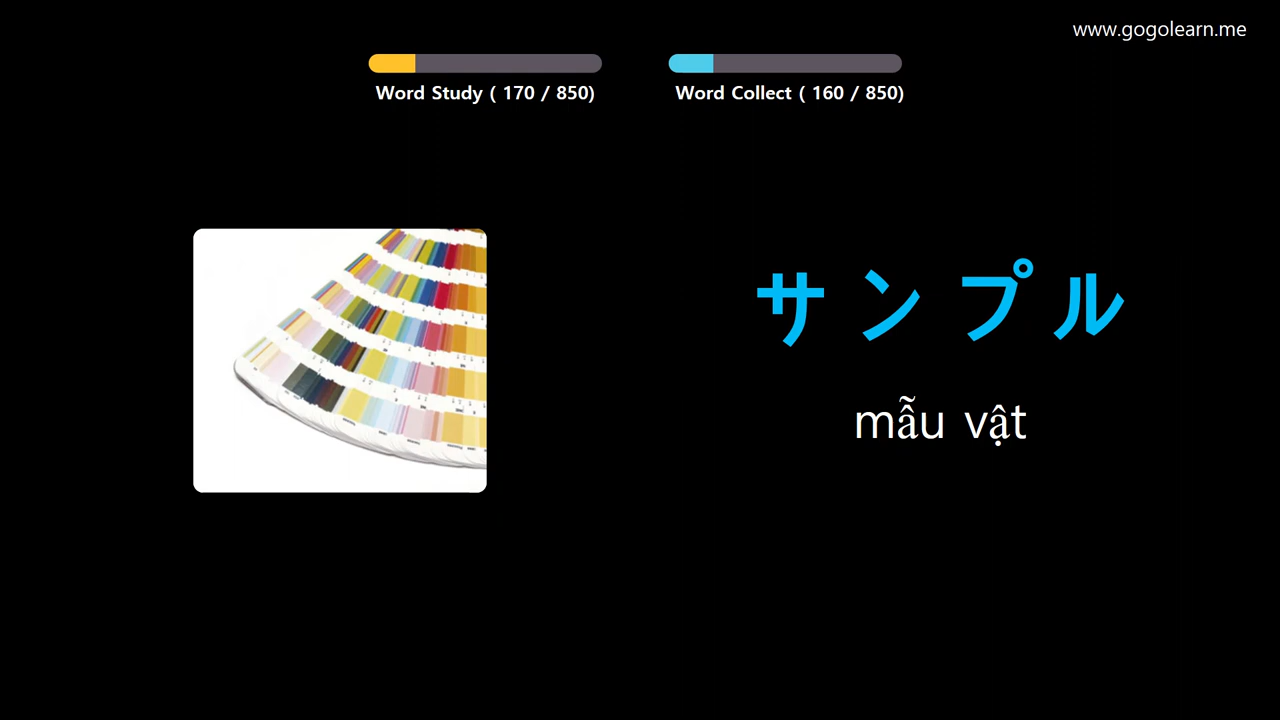 www.gogolearn.me
Word Study ( 170 / 850)
Word Collect ( 160 / 850)
サンプル
mẫu vật